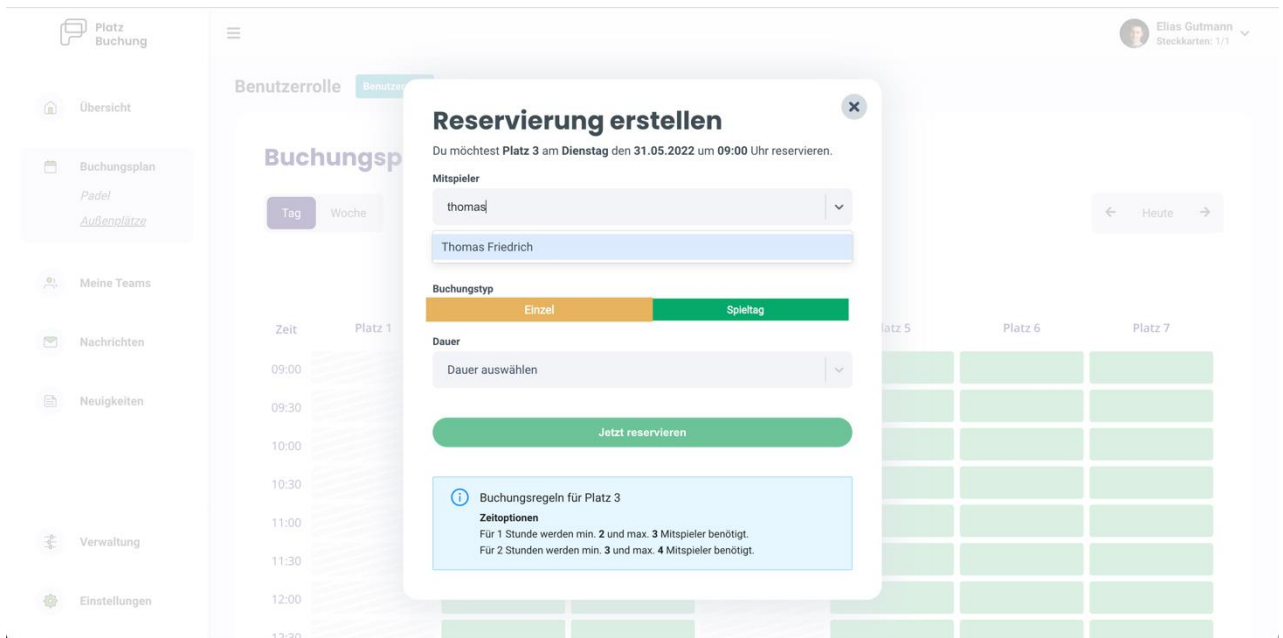 Platz
Buchung
Elias Gutmann
Steckkarten: 1/1
Benutzerrolle
Übersicht
Buchungsplan
Padel
Außenplätze
Meine Teams
Nachrichten
Neuigkeiten
Verwaltung
Einstellungen
Tag
Woche
Heute
Reservierung erstellen
Du möchtest Platz 3 am Dienstag den 31.05.2022 um 09:00 Uhr reservieren.
Mitspieler
thomas
Thomas Friedrich
Buchungstyp
Einzel
Spieltag
Dauer
Dauer auswählen
Jetzt reservieren
Buchungsregeln für Platz 3
Zeitoptionen
Für 1 Stunde werden min. 2 und max. 3 Mitspieler benötigt.
Für 2 Stunden werden min. 3 und max. 4 Mitspieler benötigt.
Zeit
Platz 1
Platz 6
Platz 7
09:00
09:30
10:00
10:30
11:00
11:30
12:00
12:30